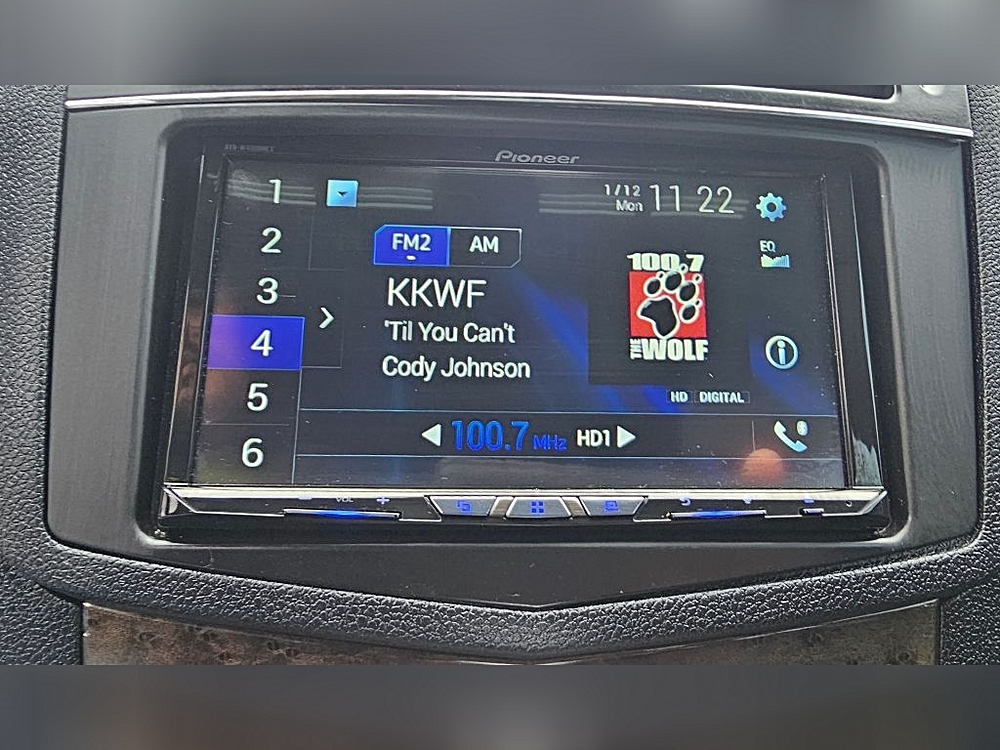 Pioneer
1
2
3
4
5
6
1/12
Mon
11 22
FM2
AM
EQ
KKWF
'Til You Can't
Cody Johnson
100.7
THE WOLF
HD DIGITAL
100.7 MHz HD1
VOL